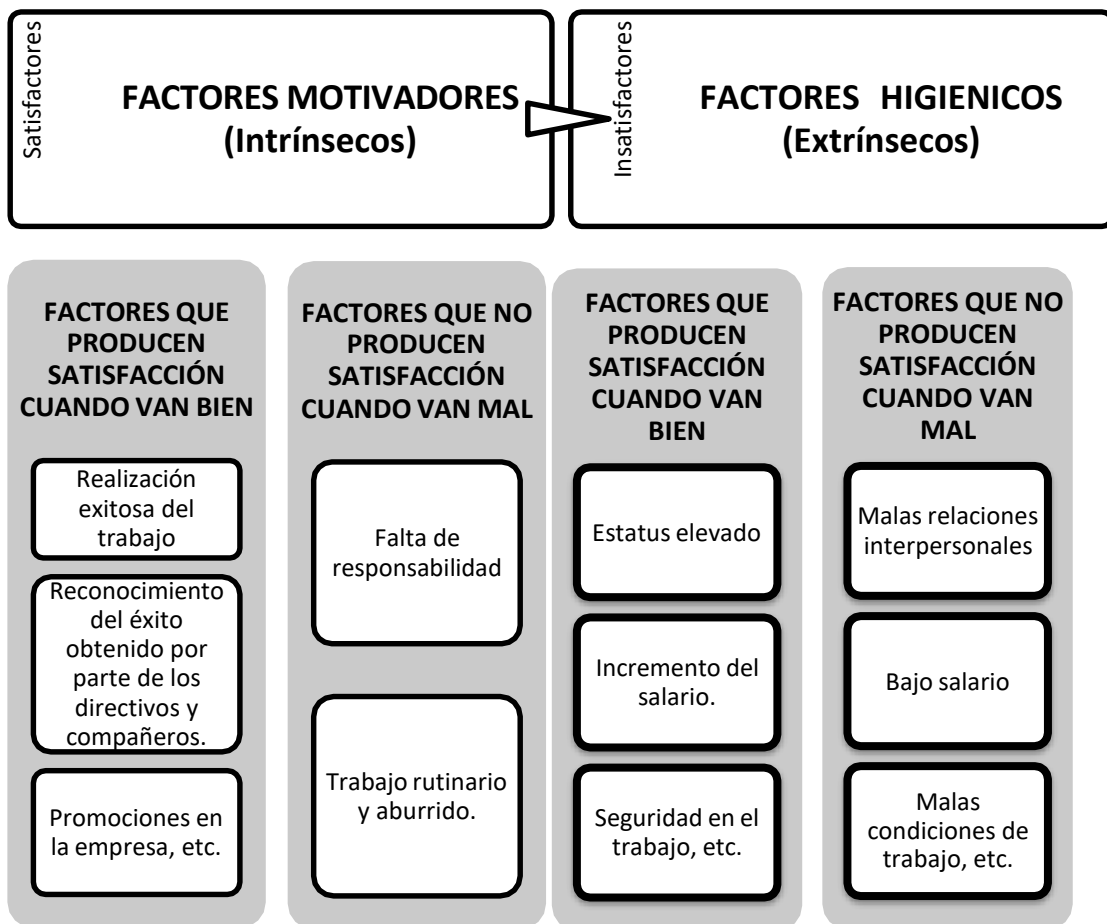 Satisfactores
FACTORES MOTIVADORES
(Intrínsecos)
Insatisfactores
FACTORES HIGIENICOS
(Extrínsecos)
FACTORES QUE
PRODUCEN
SATISFACCIÓN
CUANDO VAN BIEN
Realización
exitosa del
trabajo
Reconocimiento
del éxito
obtenido por
parte de los
directivos y
compañeros.
Promociones en
la empresa, etc.
FACTORES QUE NO
PRODUCEN
SATISFACCIÓN
CUANDO VAN MAL
Falta de
responsabilidad
Trabajo rutinario
y aburrido.
FACTORES QUE
PRODUCEN
SATISFACCIÓN
CUANDO VAN
BIEN
Estatus elevado
Incremento del
salario.
Seguridad en el
trabajo, etc.
FACTORES QUE NO
PRODUCEN
SATISFACCIÓN
CUANDO VAN
MAL
Malas relaciones
interpersonales
Bajo salario
Malas
condiciones de
trabajo, etc.